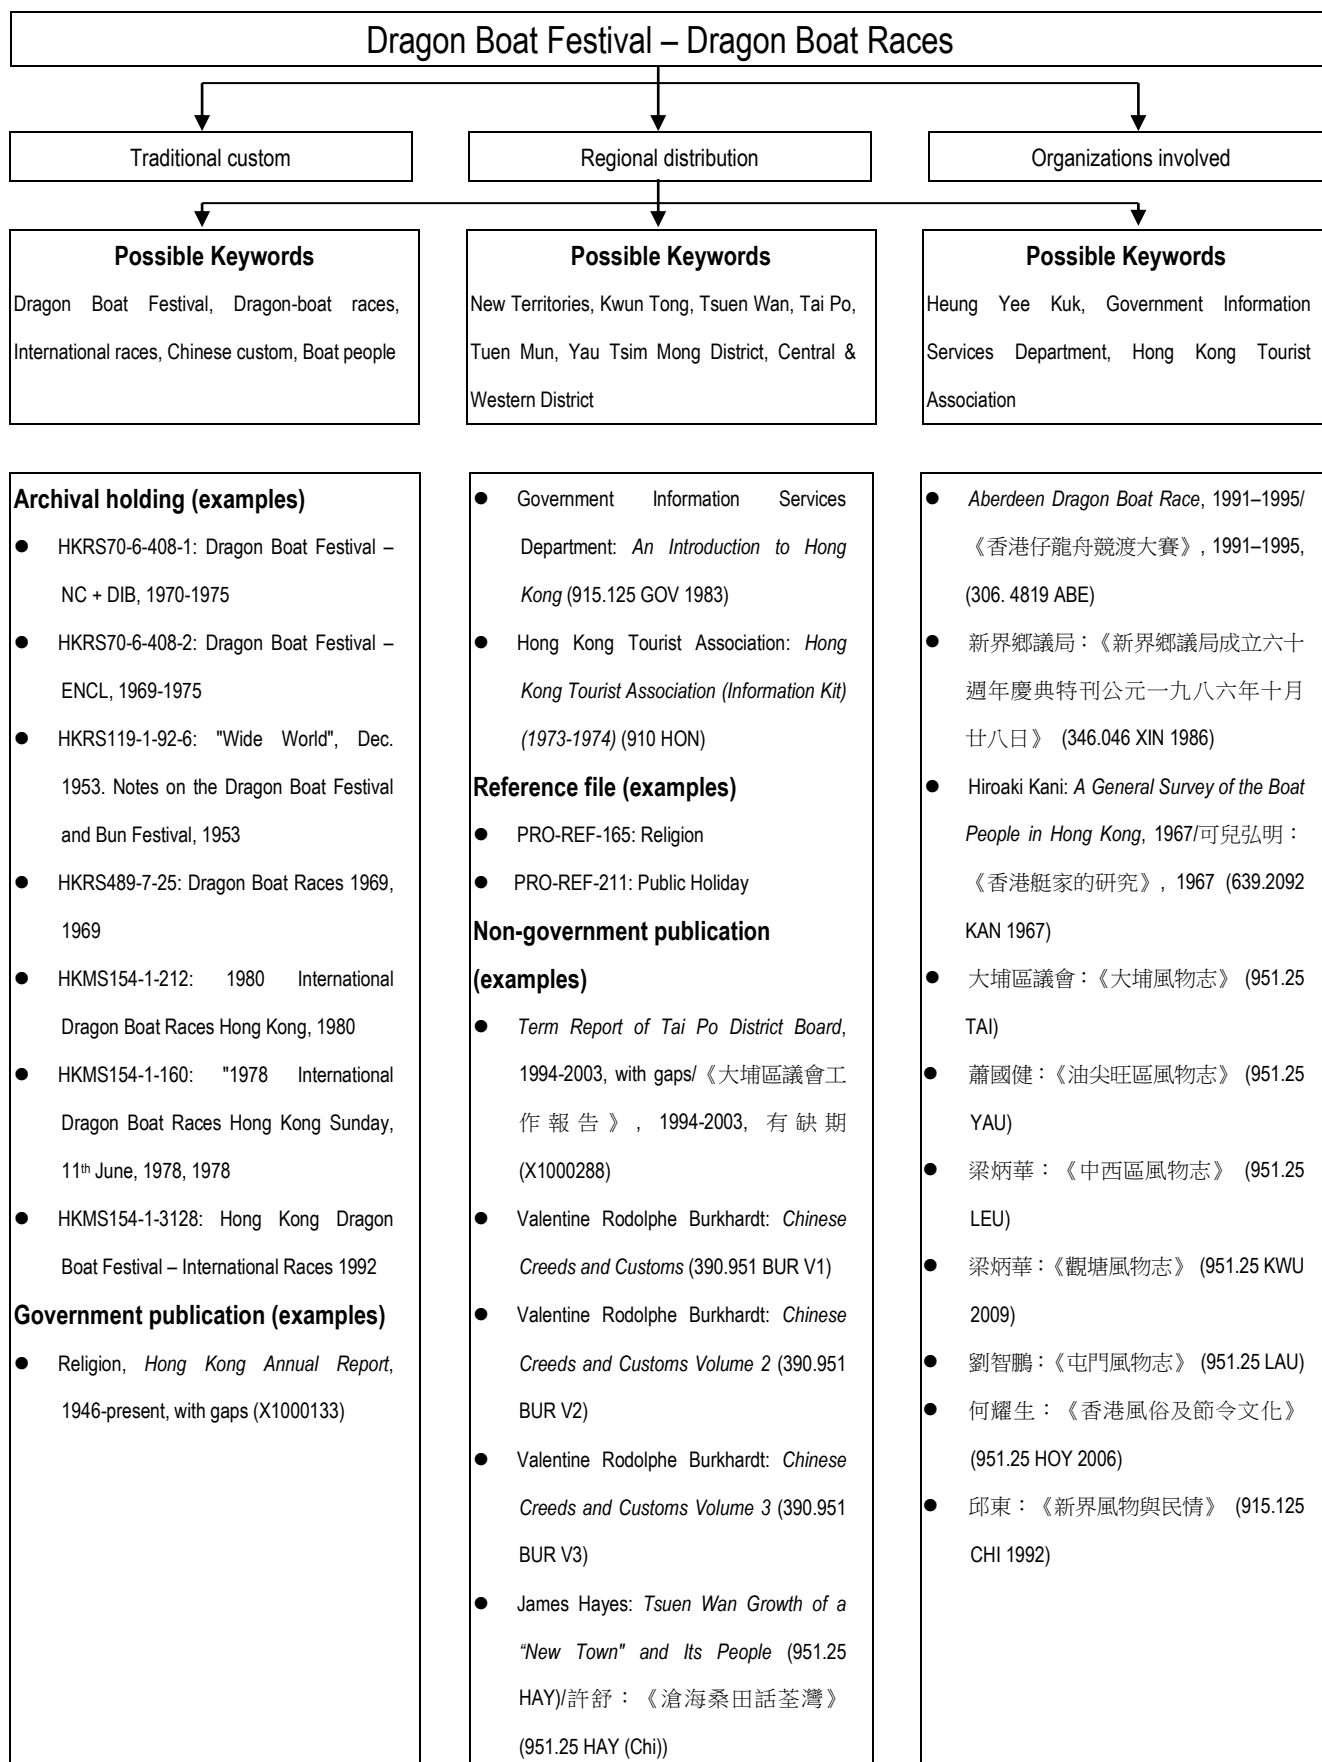 Dragon Boat Festival – Dragon Boat Races
Traditional custom
Regional distribution
Organizations involved
Possible Keywords
Dragon Boat Festival, Dragon-boat races,
International races, Chinese custom, Boat people
Possible Keywords
New Territories, Kwun Tong, Tsuen Wan, Tai Po,
Tuen Mun, Yau Tsim Mong District, Central &
Western District
Possible Keywords
Heung Yee Kuk, Government Information
Services Department, Hong Kong Tourist
Association
Archival holding (examples)
● HKRS70-6-408-1: Dragon Boat Festival –
NC + DIB, 1970-1975
● HKRS70-6-408-2: Dragon Boat Festival –
ENCL, 1969-1975
● HKRS119-1-92-6: "Wide World", Dec.
1953. Notes on the Dragon Boat Festival
and Bun Festival, 1953
● HKRS489-7-25: Dragon Boat Races 1969,
1969
● HKMS154-1-212: 1980 International
Dragon Boat Races Hong Kong, 1980
● HKMS154-1-160: "1978 International
Dragon Boat Races Hong Kong Sunday,
11th June, 1978, 1978
● HKMS154-1-3128: Hong Kong Dragon
Boat Festival – International Races 1992
Government publication (examples)
● Religion, Hong Kong Annual Report,
1946-present, with gaps (X1000133)
● Government Information Services
Department: An Introduction to Hong
Kong (915.125 GOV 1983)
● Hong Kong Tourist Association: Hong
Kong Tourist Association (Information Kit)
(1973-1974) (910 HON)
Reference file (examples)
● PRO-REF-165: Religion
● PRO-REF-211: Public Holiday
Non-government publication
(examples)
● Term Report of Tai Po District Board,
1994-2003, with gaps/《大埔區議會工
作報告》, 1994-2003, 有缺期
(X1000288)
● Valentine Rodolphe Burkhardt: Chinese
Creeds and Customs (390.951 BUR V1)
● Valentine Rodolphe Burkhardt: Chinese
Creeds and Customs Volume 2 (390.951
BUR V2)
● Valentine Rodolphe Burkhardt: Chinese
Creeds and Customs Volume 3 (390.951
BUR V3)
● James Hayes: Tsuen Wan Growth of a
“New Town" and Its People (951.25
HAY)/許舒：《滄海桑田話荃灣》
(951.25 HAY (Chi))
● Aberdeen Dragon Boat Race, 1991–1995/
《香港仔龍舟競渡大賽》, 1991–1995,
(306. 4819 ABE)
● 新界鄉議局：《新界鄉議局成立六十
週年慶典特刊公元一九八六年十月
廿八日》 (346.046 XIN 1986)
● Hiroaki Kani: A General Survey of the Boat
People in Hong Kong, 1967/可兒弘明：
《香港艇家的研究》, 1967 (639.2092
KAN 1967)
● 大埔區議會：《大埔風物志》 (951.25
TAI)
● 蕭國健：《油尖旺區風物志》 (951.25
YAU)
● 梁炳華：《中西區風物志》 (951.25
LEU)
● 梁炳華：《觀塘風物志》 (951.25 KWU
2009)
● 劉智鵬：《屯門風物志》 (951.25 LAU)
● 何耀生：《香港風俗及節令文化》
(951.25 HOY 2006)
● 邱東：《新界風物與民情》 (915.125
CHI 1992)